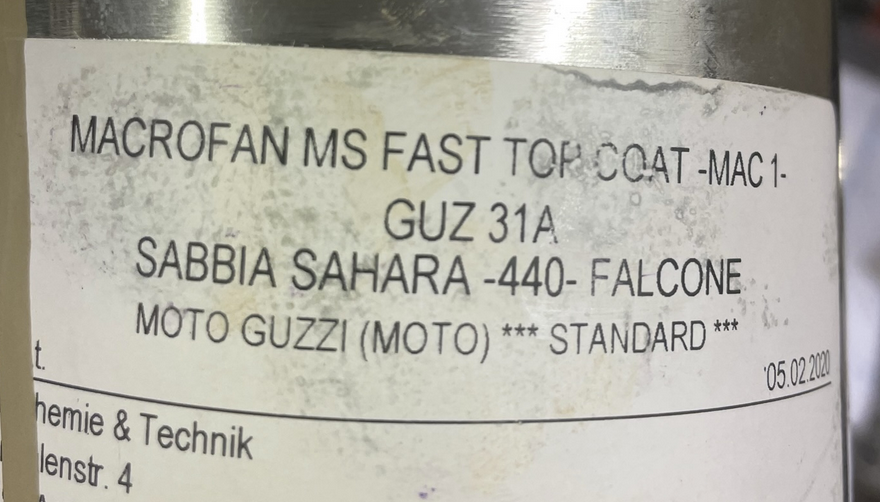 MACROFAN MS FAST TOP COAT -MAC 1-
GUZ 31A
SABBIA SAHARA -440- FALCONE
MOTO GUZZI (MOTO) *** STANDARD ***
t.
05.02.2020
hemie & Technik
lenstr. 4